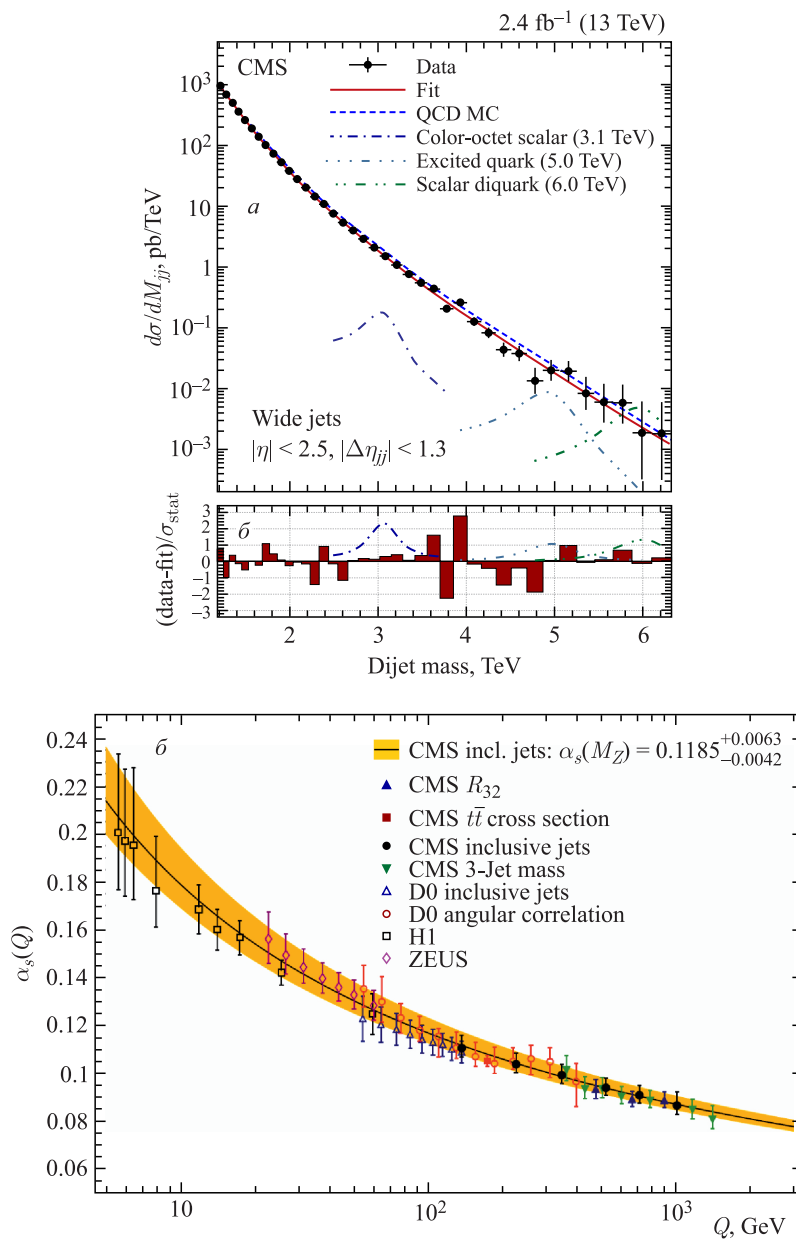 2.4 fb⁻¹ (13 TeV)
CMS
Data
Fit
QCD MC
Color-octet scalar (3.1 TeV)
Excited quark (5.0 TeV)
Scalar diquark (6.0 TeV)
10³
10²
10
1
10⁻¹
10⁻²
10⁻³
а
dσ/dM_jj, pb/TeV
Wide jets
|η| < 2.5, |Δη_jj| < 1.3
б
(data-fit)/σ_stat
3
2
1
0
−1
−2
−3
2 3 4 5 6
Dijet mass, TeV
б
CMS incl. jets: α_s(M_Z) = 0.1185^{+0.0063}_{−0.0042}
CMS R₃₂
CMS tt̄ cross section
CMS inclusive jets
CMS 3-Jet mass
D0 inclusive jets
D0 angular correlation
H1
ZEUS
0.24
0.22
0.2
0.18
0.16
0.14
0.12
0.1
0.08
0.06
α_s(Q)
10 10² 10³
Q, GeV